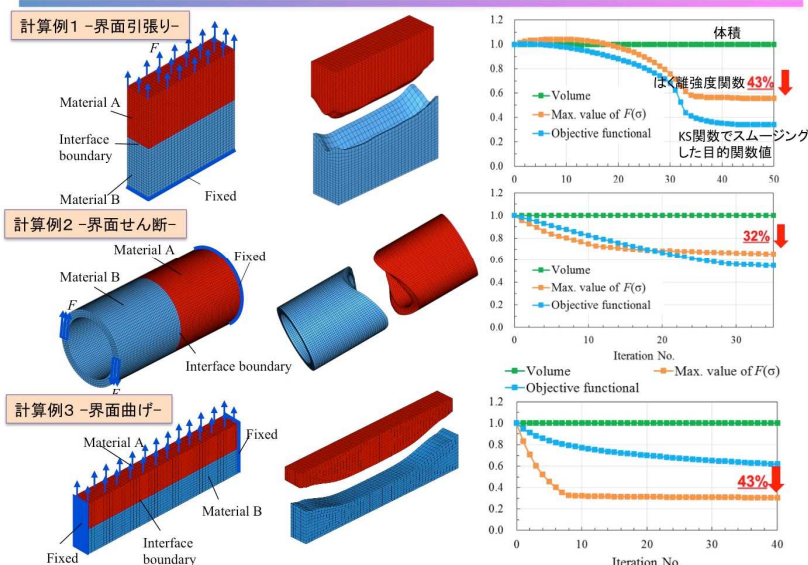 計算例1 -界面引張り-
F
Material A
Interface
boundary
Material B
Fixed
1.2
1.0
0.8
0.6
0.4
0.2
0.0
体積
はく離強度関数 43%
Volume
Max. value of F(σ)
Objective functional
KS関数でスムージング
した目的関数値
0 10 20 30 40 50
計算例2 -界面せん断-
Material A
Material B
Fixed
F
Interface boundary
F
1.2
1.0
0.8
0.6
0.4
0.2
0.0
32%
Volume
Max. value of F(σ)
Objective functional
0 10 20 30
Iteration No.
計算例3 -界面曲げ-
Material A
Fixed
Material B
Interface
boundary
Fixed
Volume
Max. value of F(σ)
Objective functional
1.2
1.0
0.8
0.6
0.4
0.2
0.0
43%
0 10 20 30 40
Iteration No.